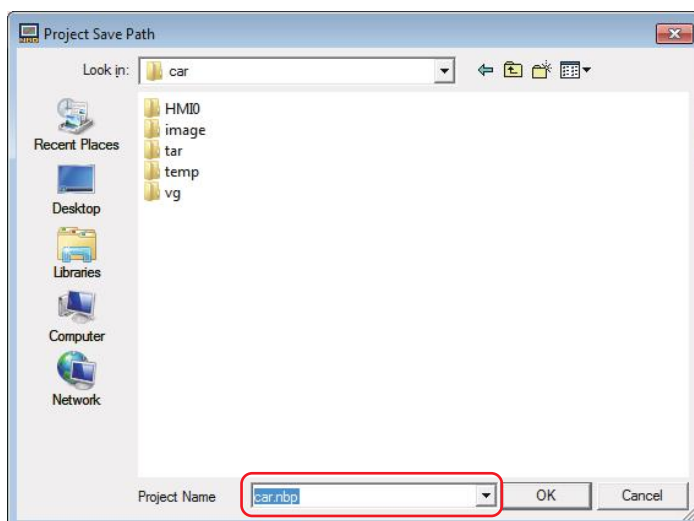 Project Save Path
Look in: car
HMI0
image
tar
temp
vg
Recent Places
Desktop
Libraries
Computer
Network
Project Name car.nbp OK Cancel